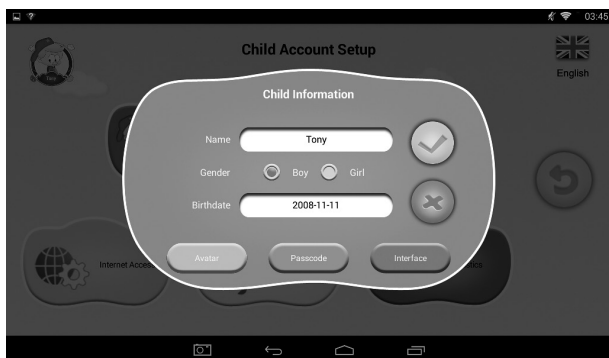 03:45
Child Account Setup
English
Child Information
Name Tony
Gender Boy Girl
Birthdate 2008-11-11
Internet Access
Avatar Passcode Interface